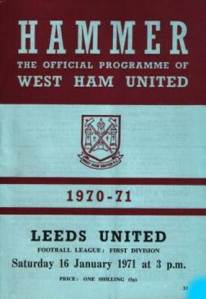 HAMMER
THE OFFICIAL PROGRAMME OF
WEST HAM UNITED
1970-71
LEEDS UNITED
FOOTBALL LEAGUE: FIRST DIVISION
Saturday 16 January 1971 at 3 p.m.
PRICE: ONE SHILLING (5p)